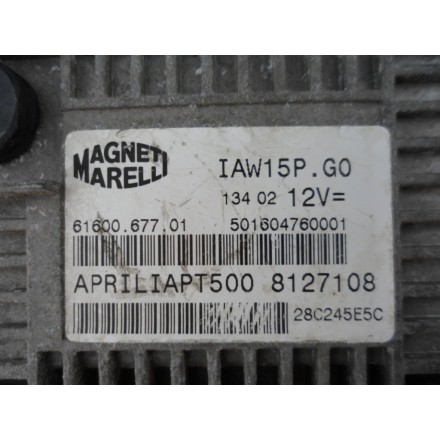 MAGNETI
MARELLI
IAW15P.G0
134 02 12V=
61600.677.01 501604760001
APRILIAPT500 8127108
28C245E5C